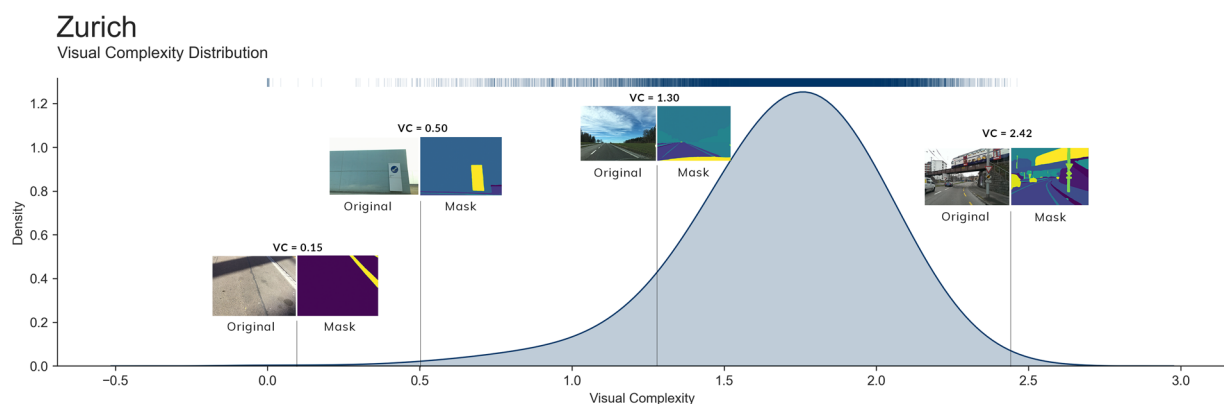 Zurich
Visual Complexity Distribution
VC = 1.30
VC = 0.50
VC = 2.42
Original Mask
Original Mask
Original Mask
VC = 0.15
Original Mask
Density
1.2
1.0
0.8
0.6
0.4
0.2
0.0
−0.5 0.0 0.5 1.0 1.5 2.0 2.5 3.0
Visual Complexity